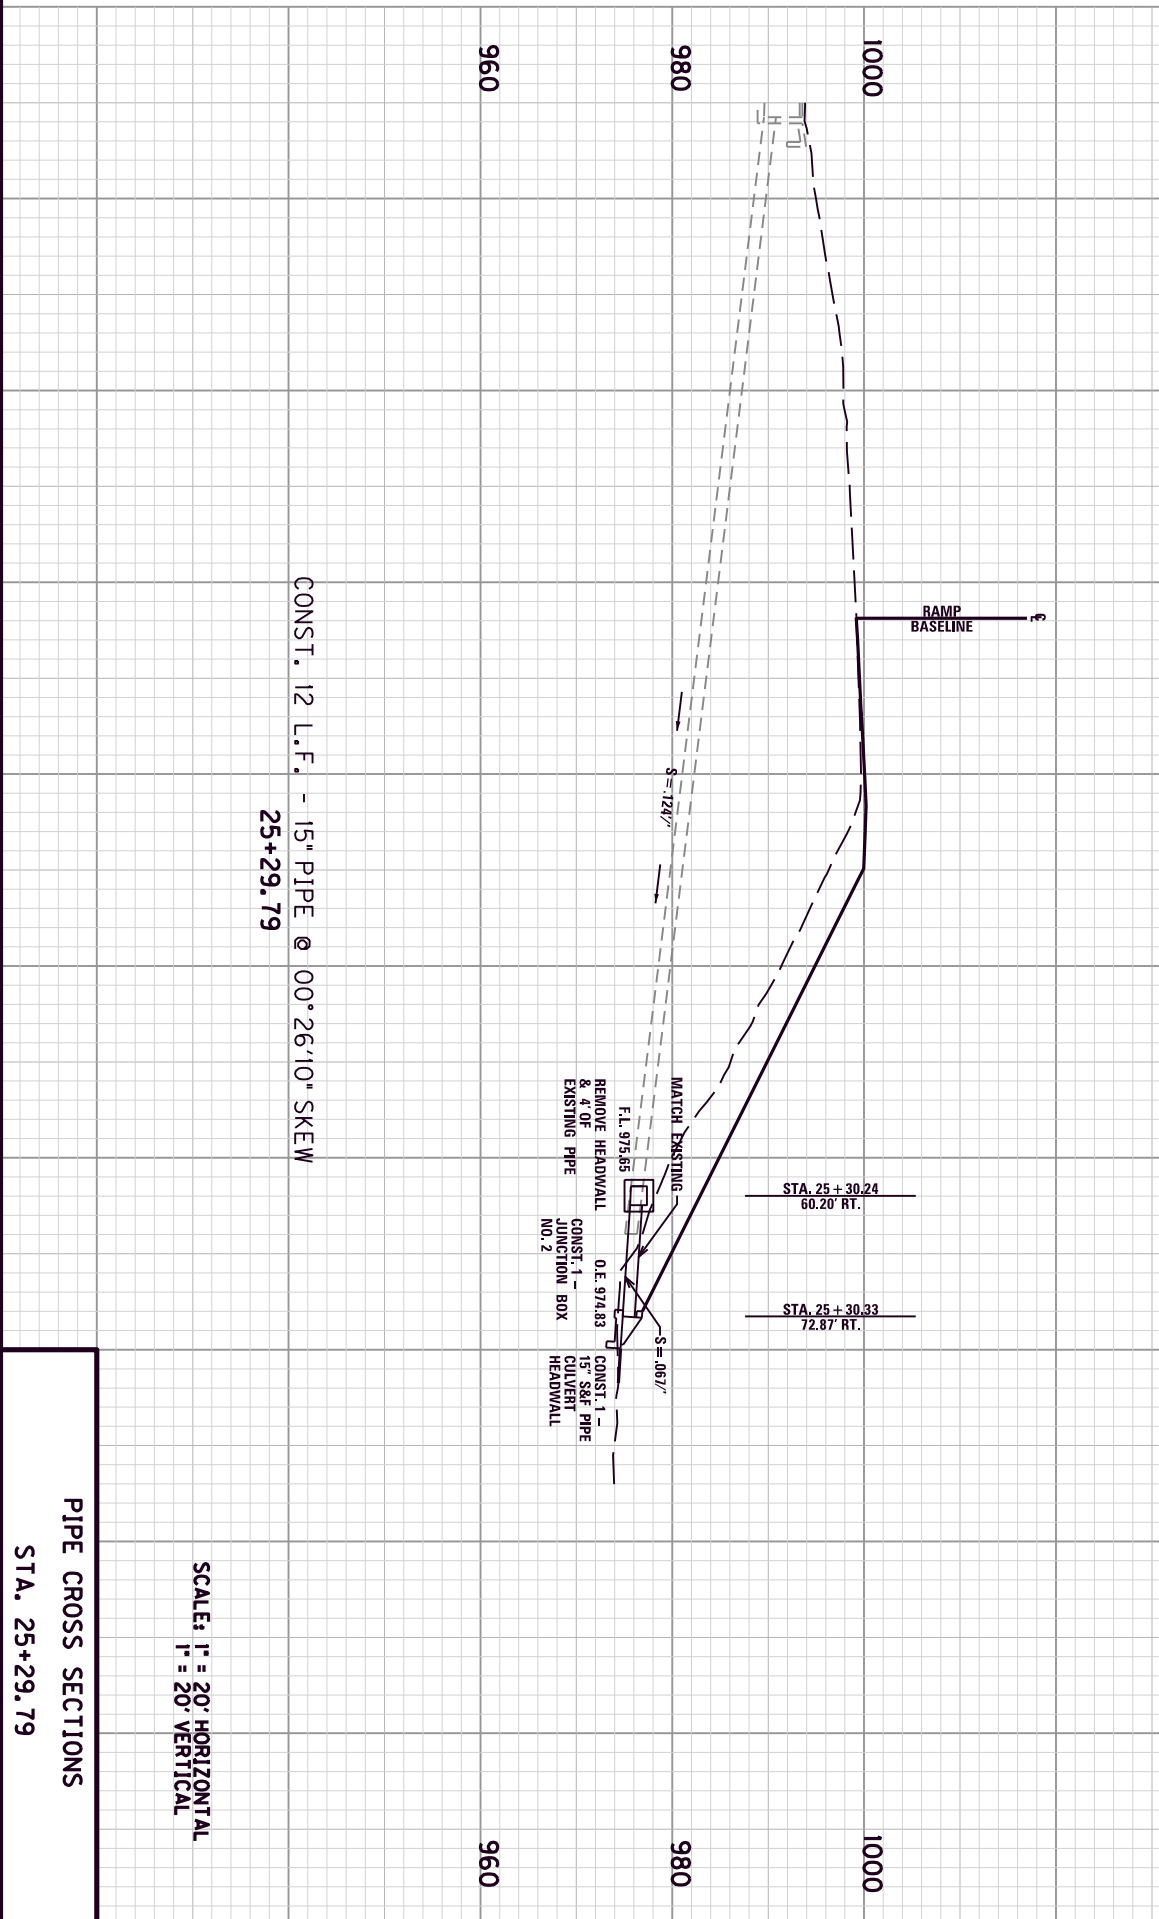 1000
1000
980
980
960
960
℄
RAMP
BASELINE
STA. 25 + 30.24
60.20' RT.
STA. 25 + 30.33
72.87' RT.
S = .124'/'
MATCH EXISTING
F.L. 975.65
REMOVE HEADWALL
& 4' OF
EXISTING PIPE
S = .067'/'
O.E. 974.83
CONST. 1 –
JUNCTION BOX
NO. 2
CONST. 1 –
15" S&F PIPE
CULVERT
HEADWALL
CONST. 12 L.F. - 15" PIPE @ 00°26'10" SKEW
25+29.79
SCALE: 1" = 20' HORIZONTAL
1" = 20' VERTICAL
PIPE CROSS SECTIONS
STA. 25+29.79